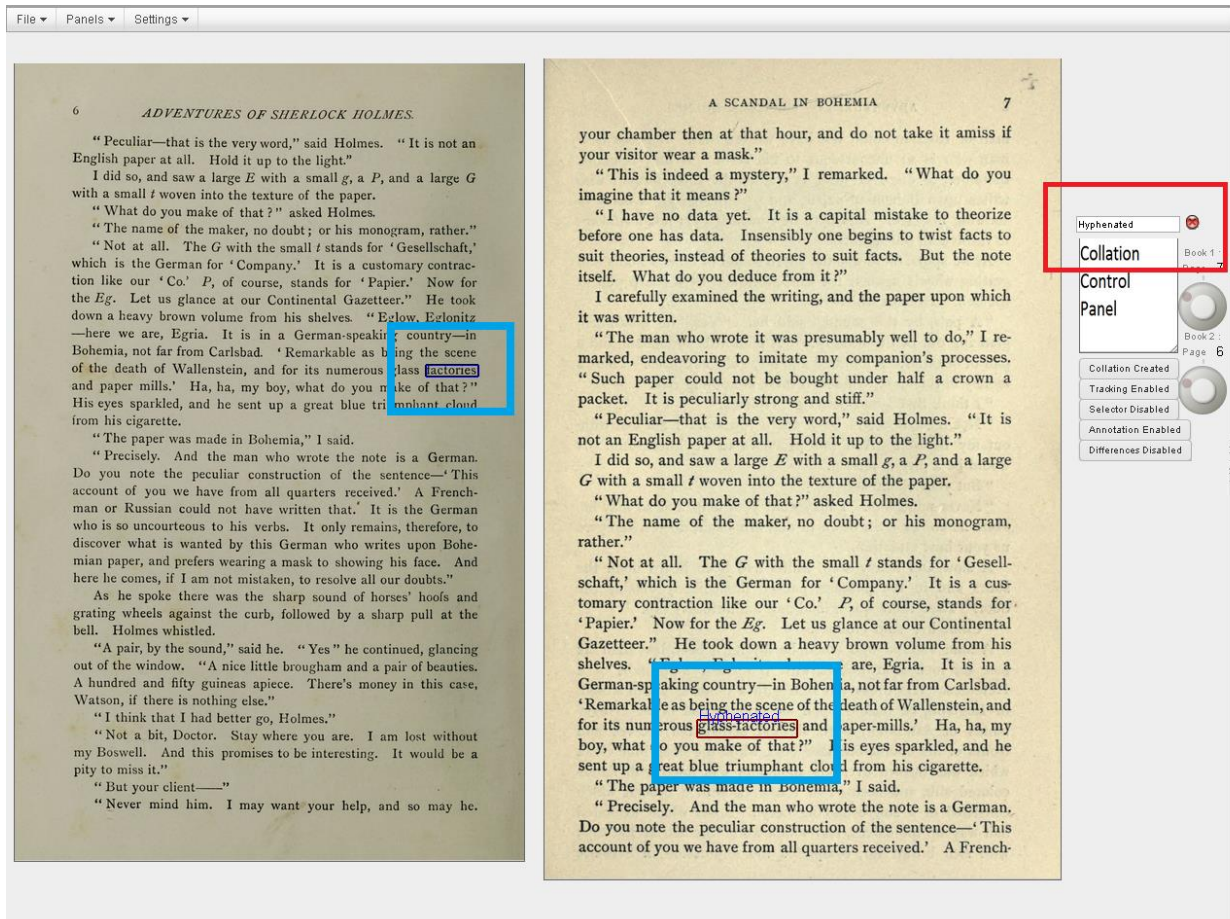 File ▾ Panels ▾ Settings ▾
6 ADVENTURES OF SHERLOCK HOLMES.
“ Peculiar—that is the very word,” said Holmes. “ It is not an
English paper at all. Hold it up to the light.”
I did so, and saw a large E with a small g, a P, and a large G
with a small t woven into the texture of the paper.
“ What do you make of that ? ” asked Holmes.
“ The name of the maker, no doubt ; or his monogram, rather.”
“ Not at all. The G with the small t stands for ‘ Gesellschaft,’
which is the German for ‘ Company.’ It is a customary contrac-
tion like our ‘ Co.’ P, of course, stands for ‘ Papier.’ Now for
the Eg. Let us glance at our Continental Gazetteer.” He took
down a heavy brown volume from his shelves. “ Eglow, Eglonitz
—here we are, Egria. It is in a German-speaking country—in
Bohemia, not far from Carlsbad. ‘ Remarkable as being the scene
of the death of Wallenstein, and for its numerous glass factories
and paper mills.’ Ha, ha, my boy, what do you make of that ? ”
His eyes sparkled, and he sent up a great blue triumphant cloud
from his cigarette.
“ The paper was made in Bohemia,” I said.
“ Precisely. And the man who wrote the note is a German.
Do you note the peculiar construction of the sentence—‘ This
account of you we have from all quarters received.’ A French-
man or Russian could not have written that. It is the German
who is so uncourteous to his verbs. It only remains, therefore, to
discover what is wanted by this German who writes upon Bohe-
mian paper, and prefers wearing a mask to showing his face. And
here he comes, if I am not mistaken, to resolve all our doubts.”
As he spoke there was the sharp sound of horses’ hoofs and
grating wheels against the curb, followed by a sharp pull at the
bell. Holmes whistled.
“A pair, by the sound,” said he. “ Yes ” he continued, glancing
out of the window. “A nice little brougham and a pair of beauties.
A hundred and fifty guineas apiece. There’s money in this case,
Watson, if there is nothing else.”
“ I think that I had better go, Holmes.”
“ Not a bit, Doctor. Stay where you are. I am lost without
my Boswell. And this promises to be interesting. It would be a
pity to miss it.”
“ But your client——”
“ Never mind him. I may want your help, and so may he.
A SCANDAL IN BOHEMIA 7
your chamber then at that hour, and do not take it amiss if
your visitor wear a mask.”
“ This is indeed a mystery,” I remarked. “ What do you
imagine that it means ?”
“ I have no data yet. It is a capital mistake to theorize
before one has data. Insensibly one begins to twist facts to
suit theories, instead of theories to suit facts. But the note
itself. What do you deduce from it ?”
I carefully examined the writing, and the paper upon which
it was written.
“ The man who wrote it was presumably well to do,” I re-
marked, endeavoring to imitate my companion’s processes.
“ Such paper could not be bought under half a crown a
packet. It is peculiarly strong and stiff.”
“ Peculiar—that is the very word,” said Holmes. “ It is
not an English paper at all. Hold it up to the light.”
I did so, and saw a large E with a small g, a P, and a large
G with a small t woven into the texture of the paper.
“ What do you make of that ?” asked Holmes.
“ The name of the maker, no doubt ; or his monogram,
rather.”
“ Not at all. The G with the small t stands for ‘ Gesell-
schaft,’ which is the German for ‘ Company.’ It is a cus-
tomary contraction like our ‘ Co.’ P, of course, stands for
‘ Papier.’ Now for the Eg. Let us glance at our Continental
Gazetteer.” He took down a heavy brown volume from his
shelves. are, Egria. It is in a
German-speaking country—in Bohemia, not far from Carlsbad.
‘ Remarkable as being the scene of the death of Wallenstein, and
Hyphenated
for its numerous glass-factories and paper-mills.’ Ha, ha, my
boy, what do you make of that ?” His eyes sparkled, and he
sent up a great blue triumphant cloud from his cigarette.
“ The paper was made in Bohemia,” I said.
“ Precisely. And the man who wrote the note is a German.
Do you note the peculiar construction of the sentence—‘ This
account of you we have from all quarters received.’ A French-
Hyphenated
Collation
Control
Panel
Book 1 :
7
Book 2 :
Page 6
Collation Created
Tracking Enabled
Selector Disabled
Annotation Enabled
Differences Disabled